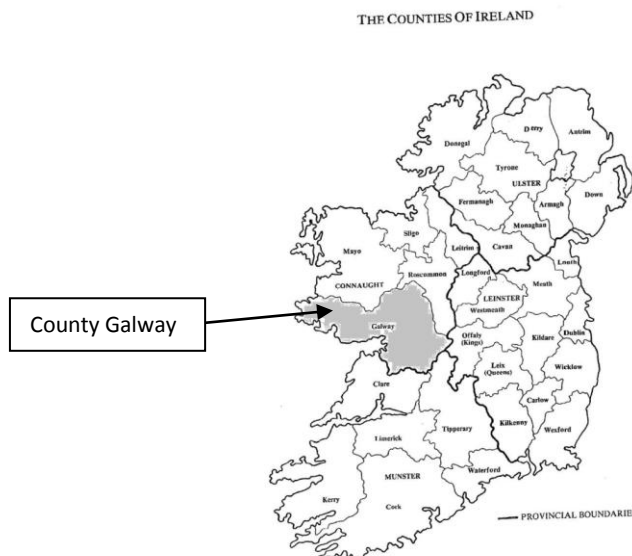 THE COUNTIES OF IRELAND
Derry
Antrim
Donegal
Tyrone
ULSTER
Fermanagh
Armagh
Down
Monaghan
Sligo
Cavan
Leitrim
Mayo
Louth
Roscommon
Longford
Meath
CONNAUGHT
LEINSTER
Westmeath
County Galway
Galway
Offaly
(Kings)
Kildare
Dublin
Leix
(Queens)
Wicklow
Clare
Carlow
Kilkenny
Wexford
Tipperary
Limerick
Waterford
MUNSTER
Kerry
Cork
PROVINCIAL BOUNDARIES